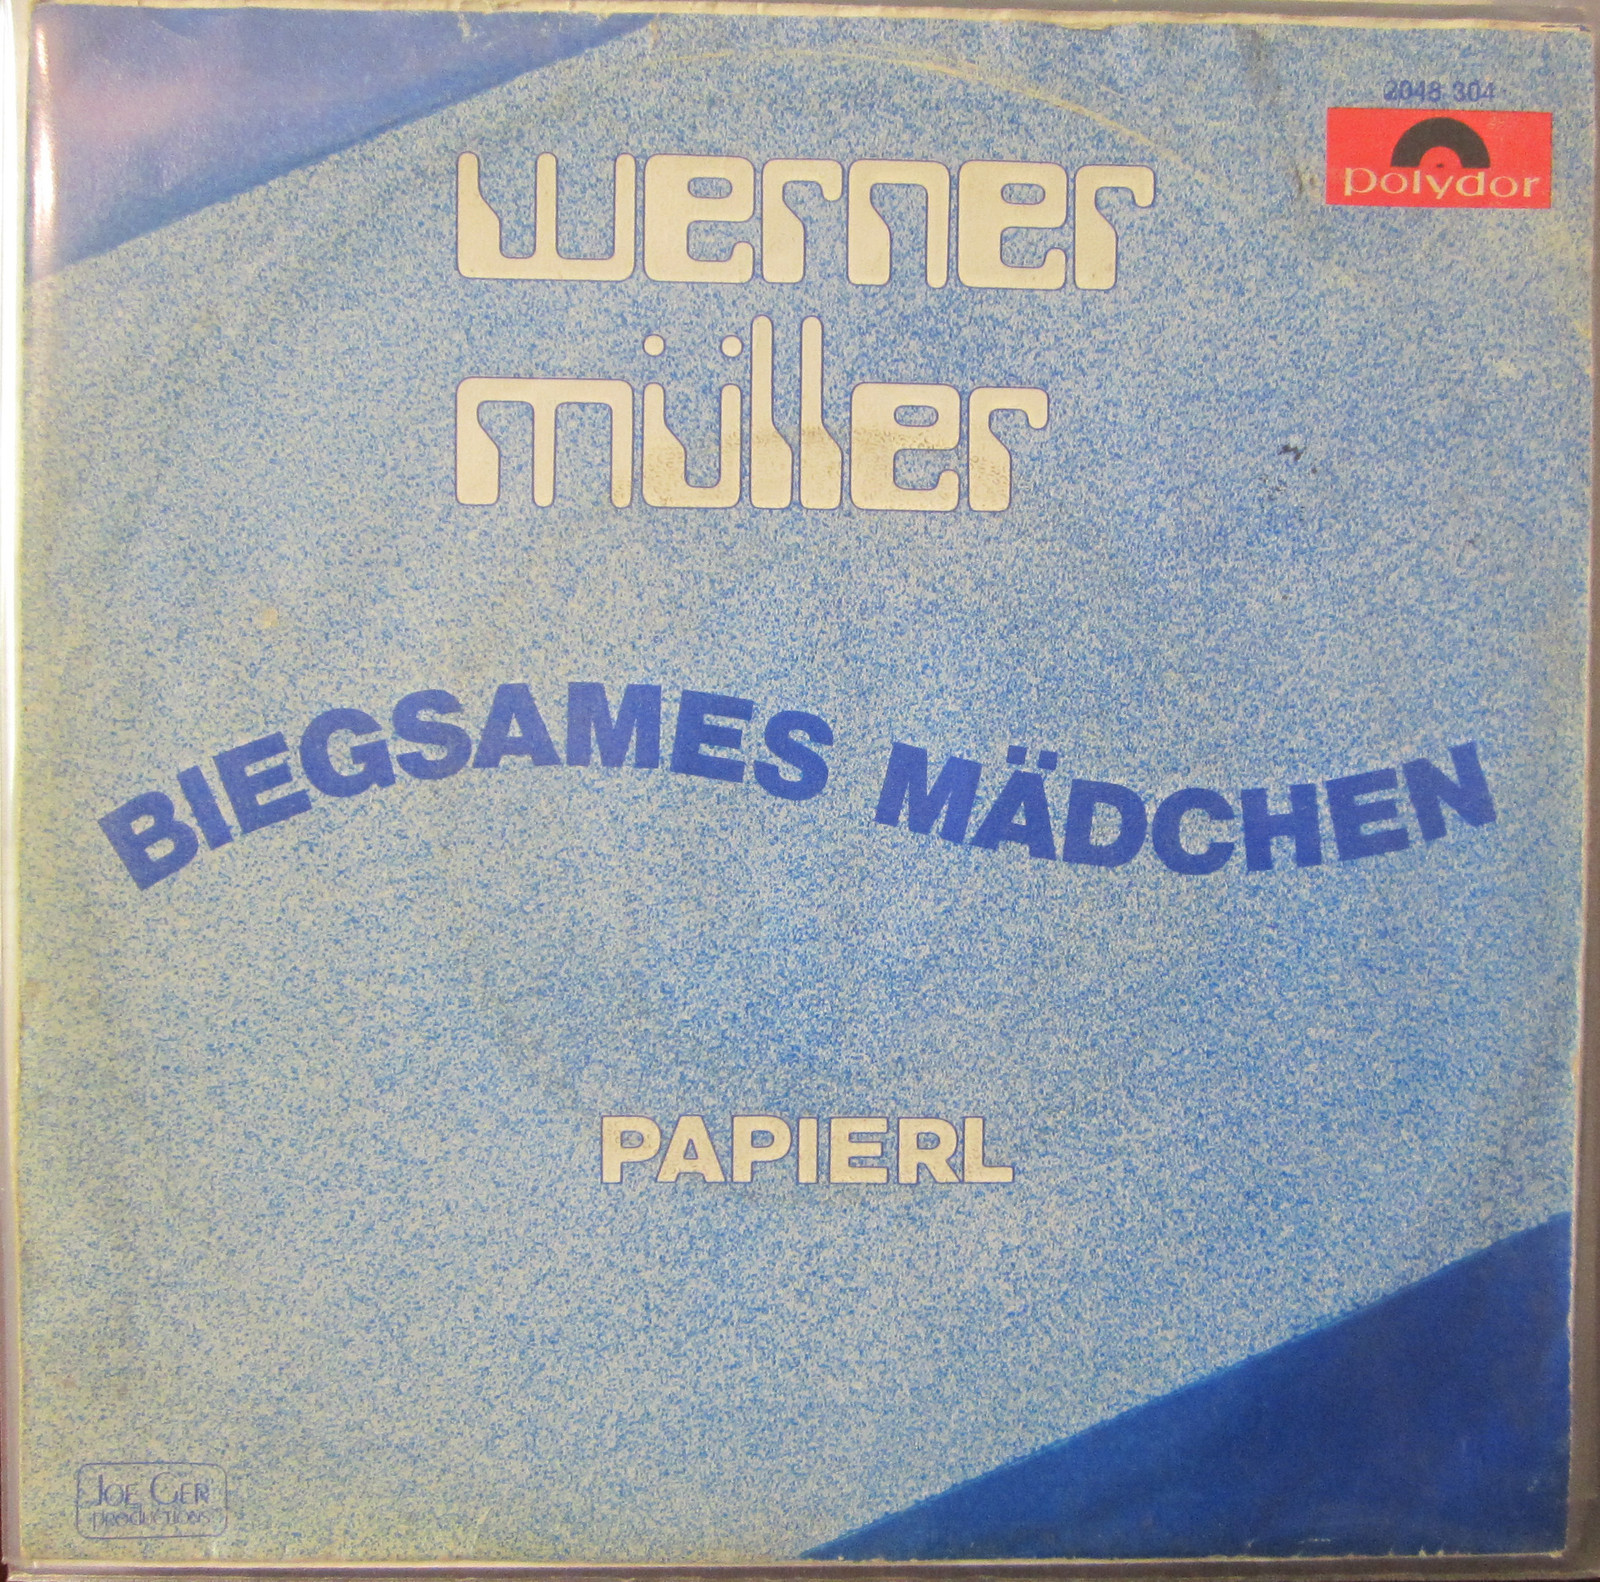 2048 304
polydor
werner
müller
BIEGSAMES MÄDCHEN
PAPIERL
JOE GER
productions